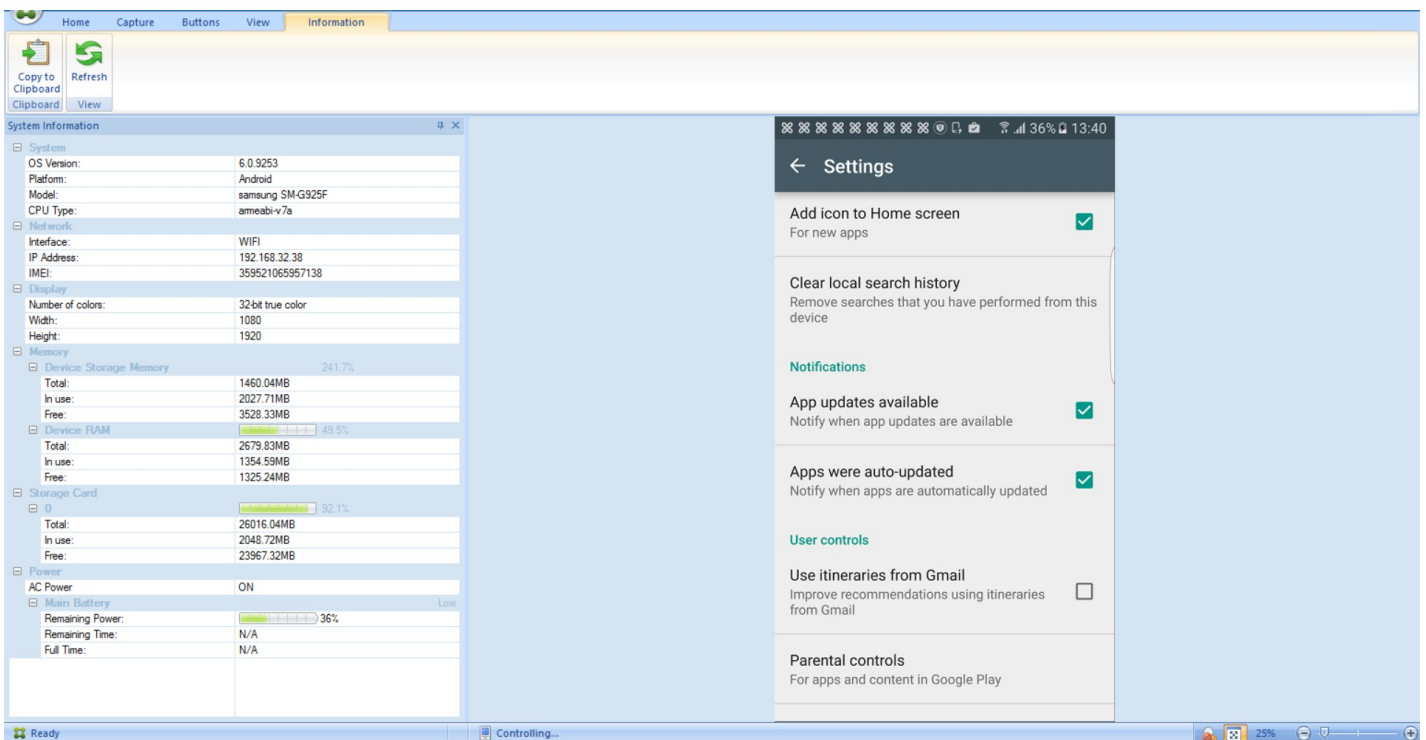 Home Capture Buttons View Information
Copy to Clipboard Refresh
Clipboard View
System Information
System
OS Version: 6.0.9253
Platform: Android
Model: samsung SM-G925F
CPU Type: armeabi-v7a
Network
Interface: WIFI
IP Address: 192.168.32.38
IMEI: 359521065957138
Display
Number of colors: 32-bit true color
Width: 1080
Height: 1920
Memory
Device Storage Memory 241.7%
Total: 1460.04MB
In use: 2027.71MB
Free: 3528.33MB
Device RAM 49.5%
Total: 2679.83MB
In use: 1354.59MB
Free: 1325.24MB
Storage Card
0 92.1%
Total: 26016.04MB
In use: 2048.72MB
Free: 23967.32MB
Power
AC Power ON
Main Battery Low
Remaining Power: 36%
Remaining Time: N/A
Full Time: N/A
36% 13:40
Settings
Add icon to Home screen
For new apps
Clear local search history
Remove searches that you have performed from this
device
Notifications
App updates available
Notify when app updates are available
Apps were auto-updated
Notify when apps are automatically updated
User controls
Use itineraries from Gmail
Improve recommendations using itineraries
from Gmail
Parental controls
For apps and content in Google Play
Ready Controlling... 25%